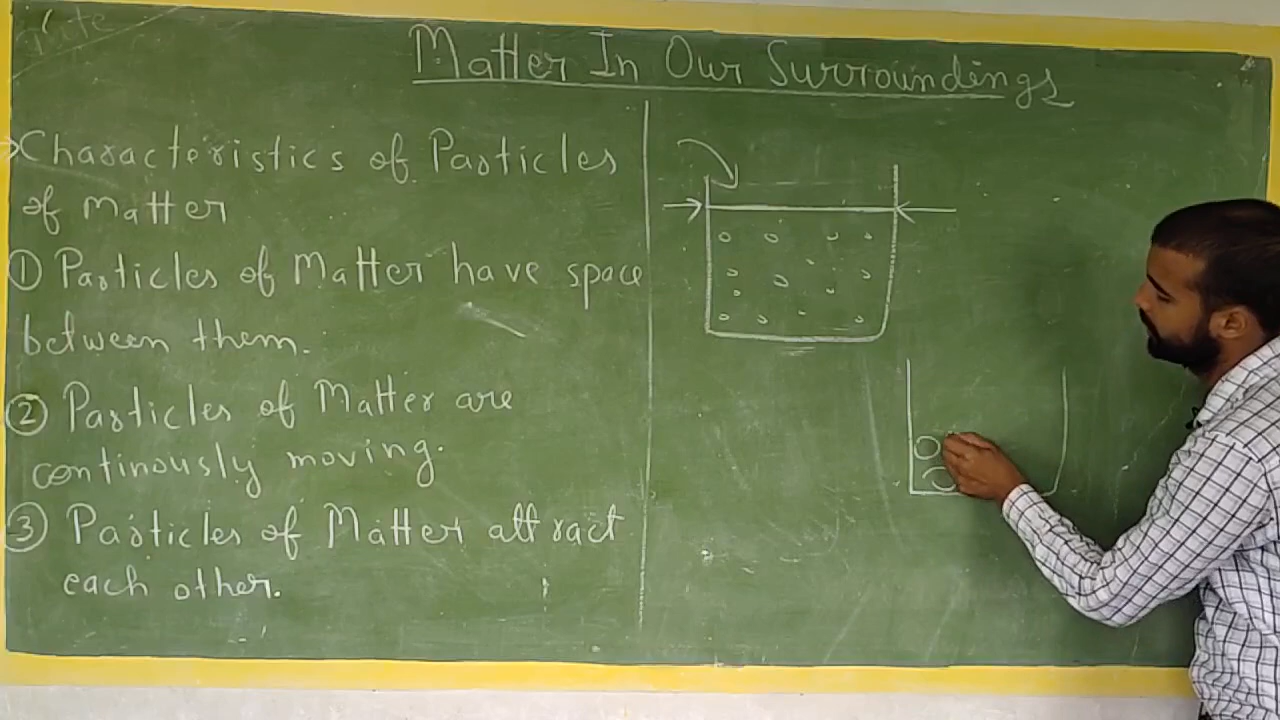 Matter In Our Surroundings
Characteristics of Particles
of Matter
① Particles of Matter have space
between them.
② Particles of Matter are
continously moving.
③ Particles of Matter attract
each other.